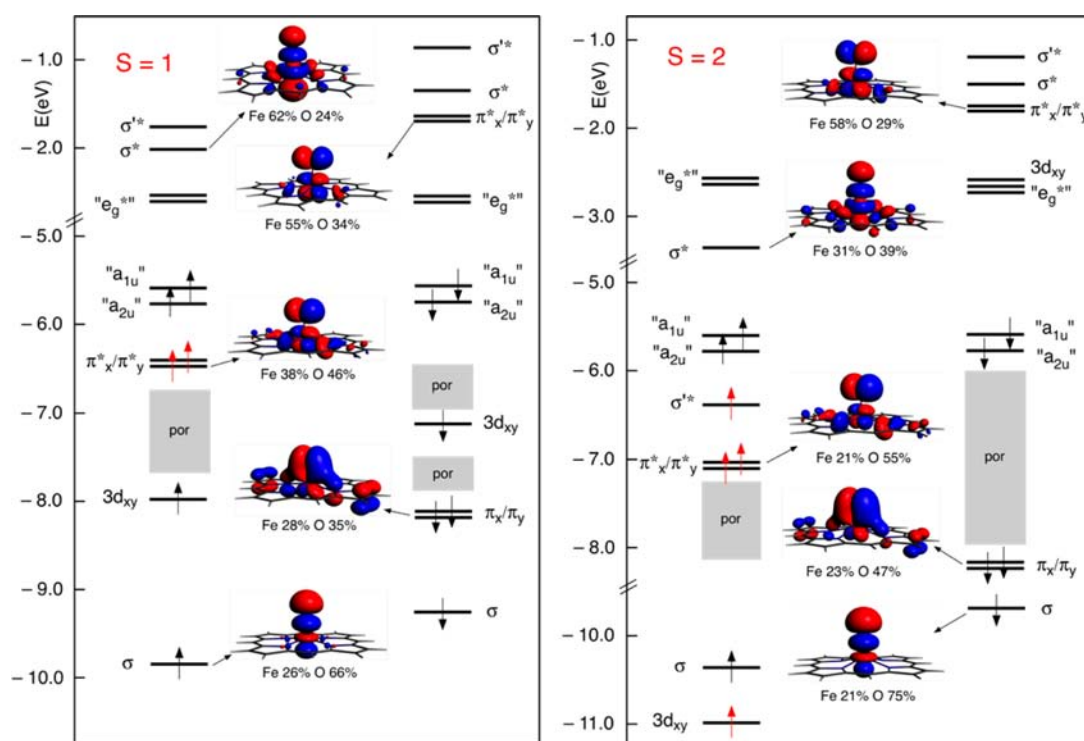 S = 1
E(eV)
− 1.0
− 2.0
− 5.0
− 6.0
− 7.0
− 8.0
− 9.0
− 10.0
σ'*
σ*
"eg*"
"a1u"
"a2u"
π*x/π*y
por
3dxy
σ
Fe 62% O 24%
Fe 55% O 34%
Fe 38% O 46%
Fe 28% O 35%
Fe 26% O 66%
σ'*
σ*
π*x/π*y
"eg*"
"a1u"
"a2u"
por
3dxy
por
πx/πy
σ
S = 2
E(eV)
− 1.0
− 2.0
− 3.0
− 6.0
− 7.0
− 8.0
− 10.0
− 11.0
"eg*"
σ*
"a1u"
"a2u"
σ'*
π*x/π*y
por
σ
3dxy
Fe 58% O 29%
Fe 31% O 39%
Fe 21% O 55%
Fe 23% O 47%
Fe 21% O 75%
σ'*
σ*
π*x/π*y
3dxy
"eg*"
"a1u"
"a2u"
por
πx/πy
σ